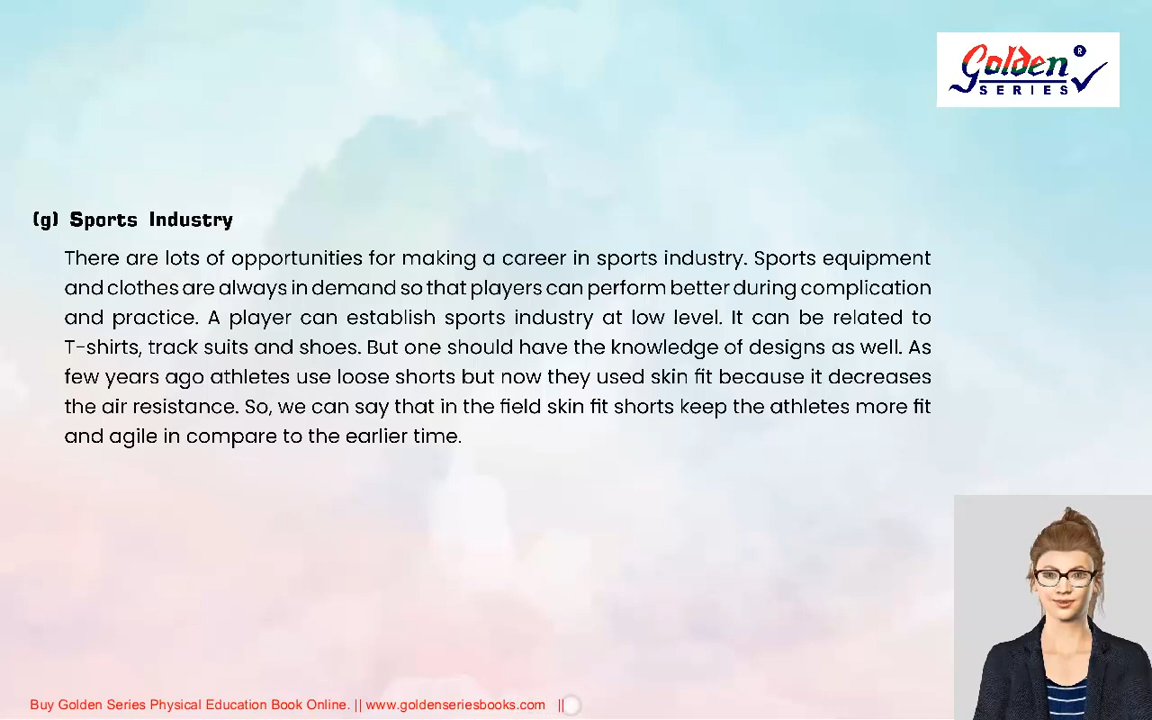 Golden ®
SERIES
(g) Sports Industry
There are lots of opportunities for making a career in sports industry. Sports equipment
and clothes are always in demand so that players can perform better during complication
and practice. A player can establish sports industry at low level. It can be related to
T-shirts, track suits and shoes. But one should have the knowledge of designs as well. As
few years ago athletes use loose shorts but now they used skin fit because it decreases
the air resistance. So, we can say that in the field skin fit shorts keep the athletes more fit
and agile in compare to the earlier time.
Buy Golden Series Physical Education Book Online. || www.goldenseriesbooks.com ||